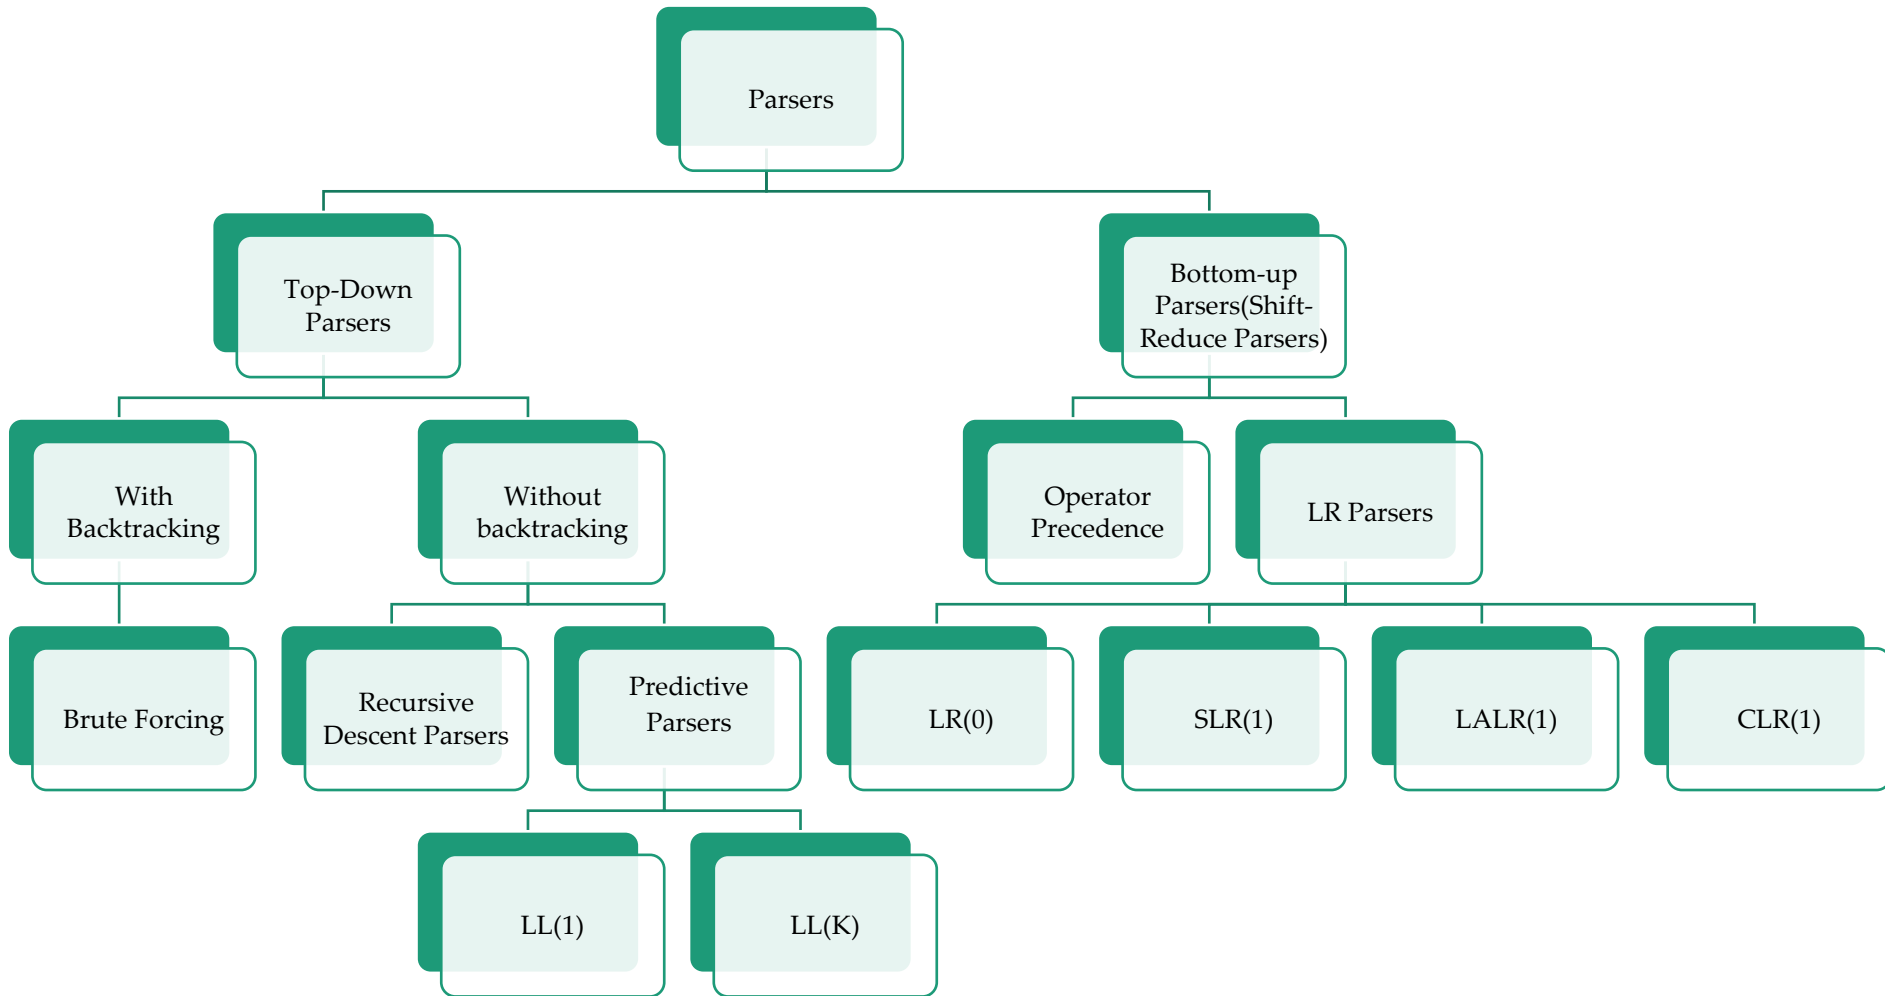 Parsers
Top-Down
Parsers
Bottom-up
Parsers(Shift-
Reduce Parsers)
With
Backtracking
Without
backtracking
Operator
Precedence
LR Parsers
Brute Forcing
Recursive
Descent Parsers
Predictive
Parsers
LR(0)
SLR(1)
LALR(1)
CLR(1)
LL(1)
LL(K)